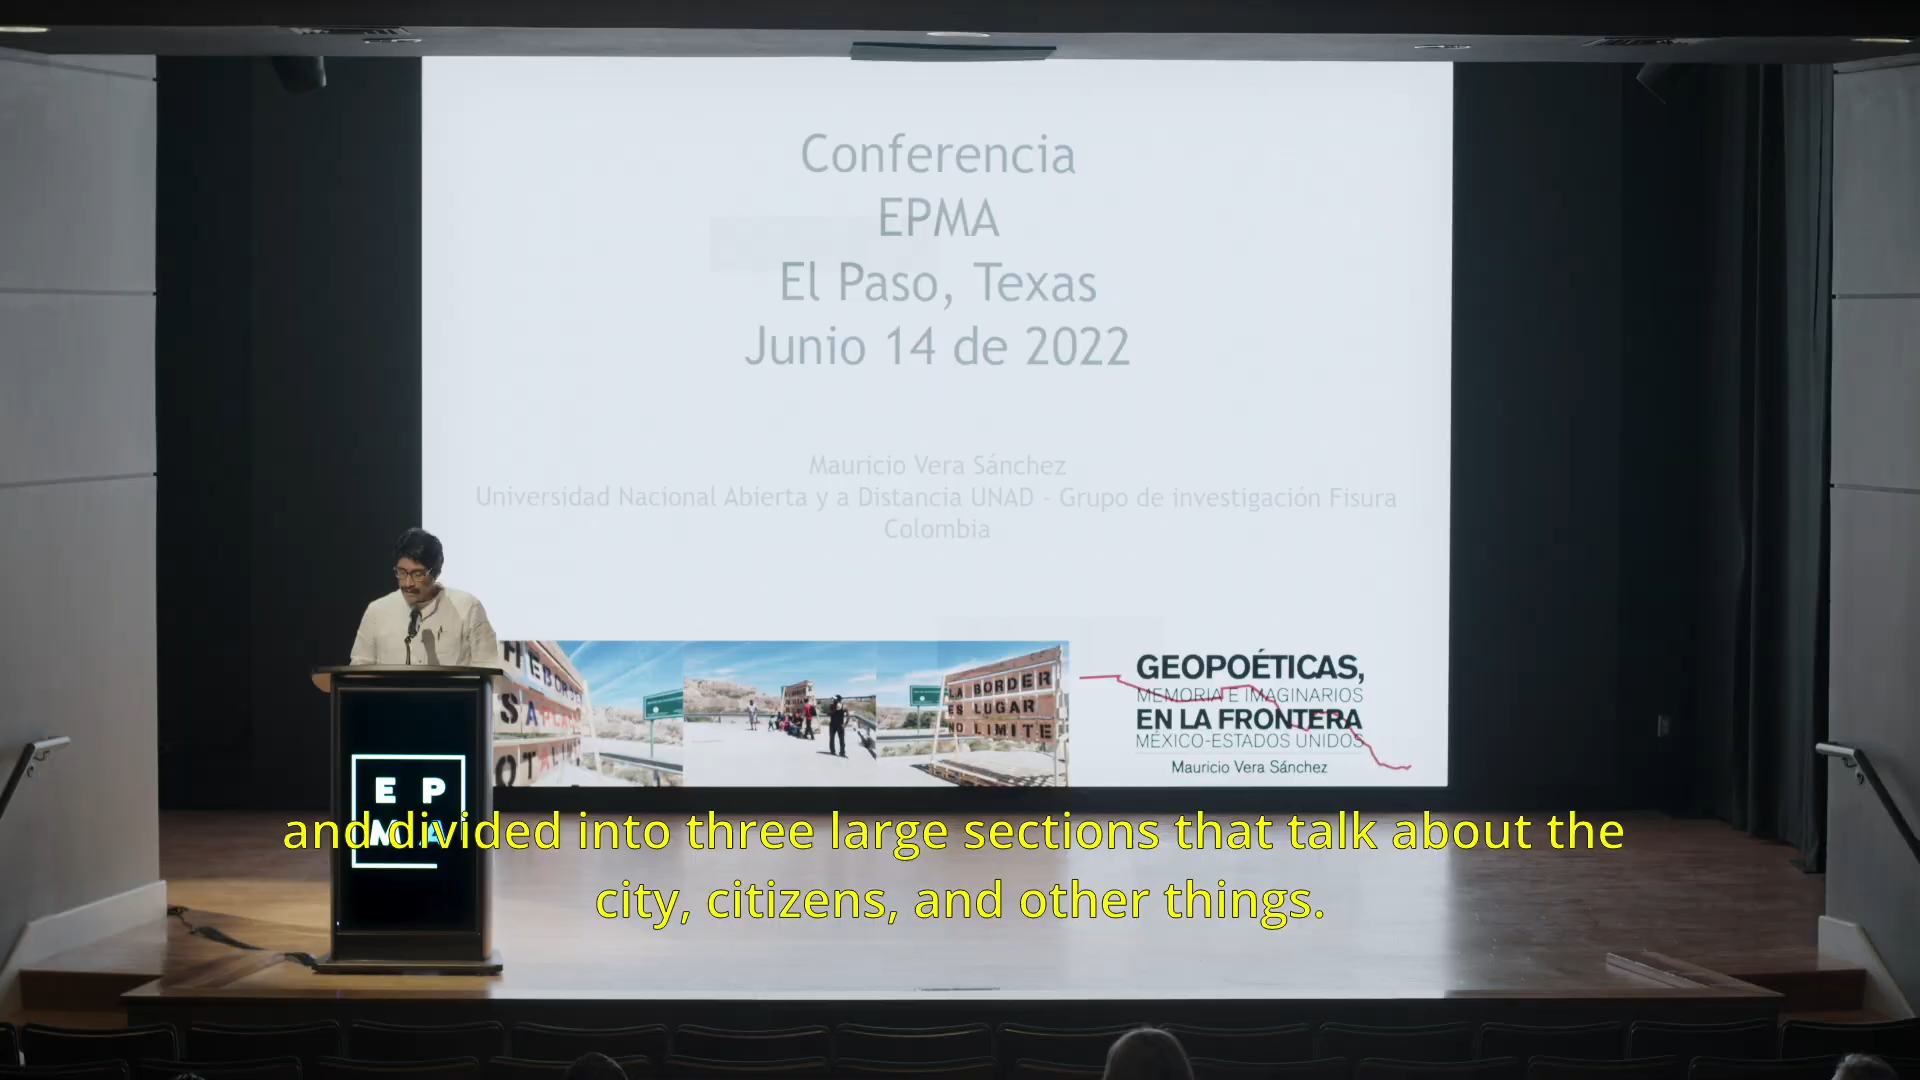 Conferencia
EPMA
El Paso, Texas
Junio 14 de 2022
Mauricio Vera Sánchez
Universidad Nacional Abierta y a Distancia UNAD - Grupo de investigación Fisura
Colombia
LA BORDER
ES LUGAR
NO LIMITE
GEOPOÉTICAS,
MEMORIA E IMAGINARIOS
EN LA FRONTERA
MÉXICO-ESTADOS UNIDOS
Mauricio Vera Sánchez
E P
M A
and divided into three large sections that talk about the
city, citizens, and other things.